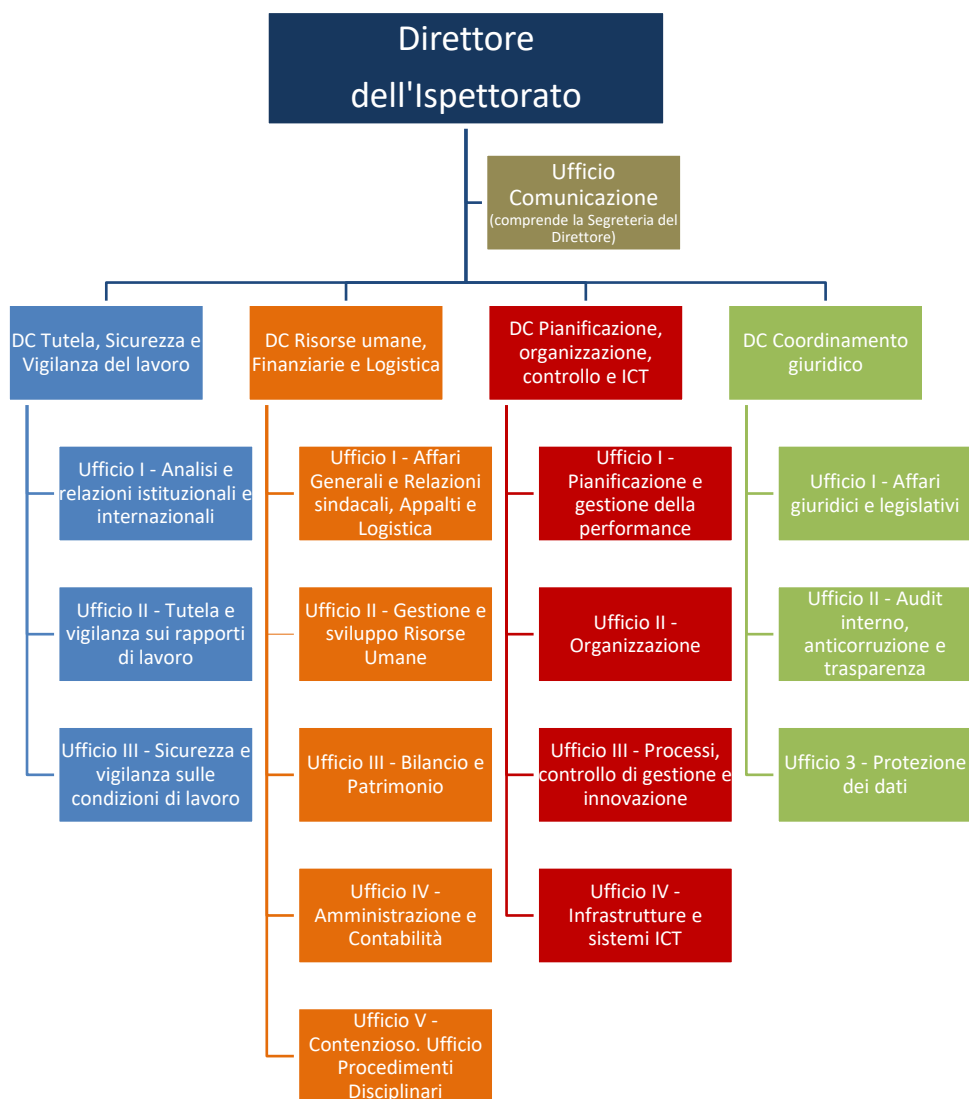 Direttore
dell'Ispettorato
Ufficio
Comunicazione
(comprende la Segreteria del
Direttore)
DC Tutela, Sicurezza e
Vigilanza del lavoro
DC Risorse umane,
Finanziarie e Logistica
DC Pianificazione,
organizzazione,
controllo e ICT
DC Coordinamento
giuridico
Ufficio I - Analisi e
relazioni istituzionali e
internazionali
Ufficio II - Tutela e
vigilanza sui rapporti
di lavoro
Ufficio III - Sicurezza e
vigilanza sulle
condizioni di lavoro
Ufficio I - Affari
Generali e Relazioni
sindacali, Appalti e
Logistica
Ufficio II - Gestione e
sviluppo Risorse
Umane
Ufficio III - Bilancio e
Patrimonio
Ufficio IV -
Amministrazione e
Contabilità
Ufficio V -
Contenzioso. Ufficio
Procedimenti
Disciplinari
Ufficio I -
Pianificazione e
gestione della
performance
Ufficio II -
Organizzazione
Ufficio III - Processi,
controllo di gestione e
innovazione
Ufficio IV -
Infrastrutture e
sistemi ICT
Ufficio I - Affari
giuridici e legislativi
Ufficio II - Audit
interno,
anticorruzione e
trasparenza
Ufficio 3 - Protezione
dei dati